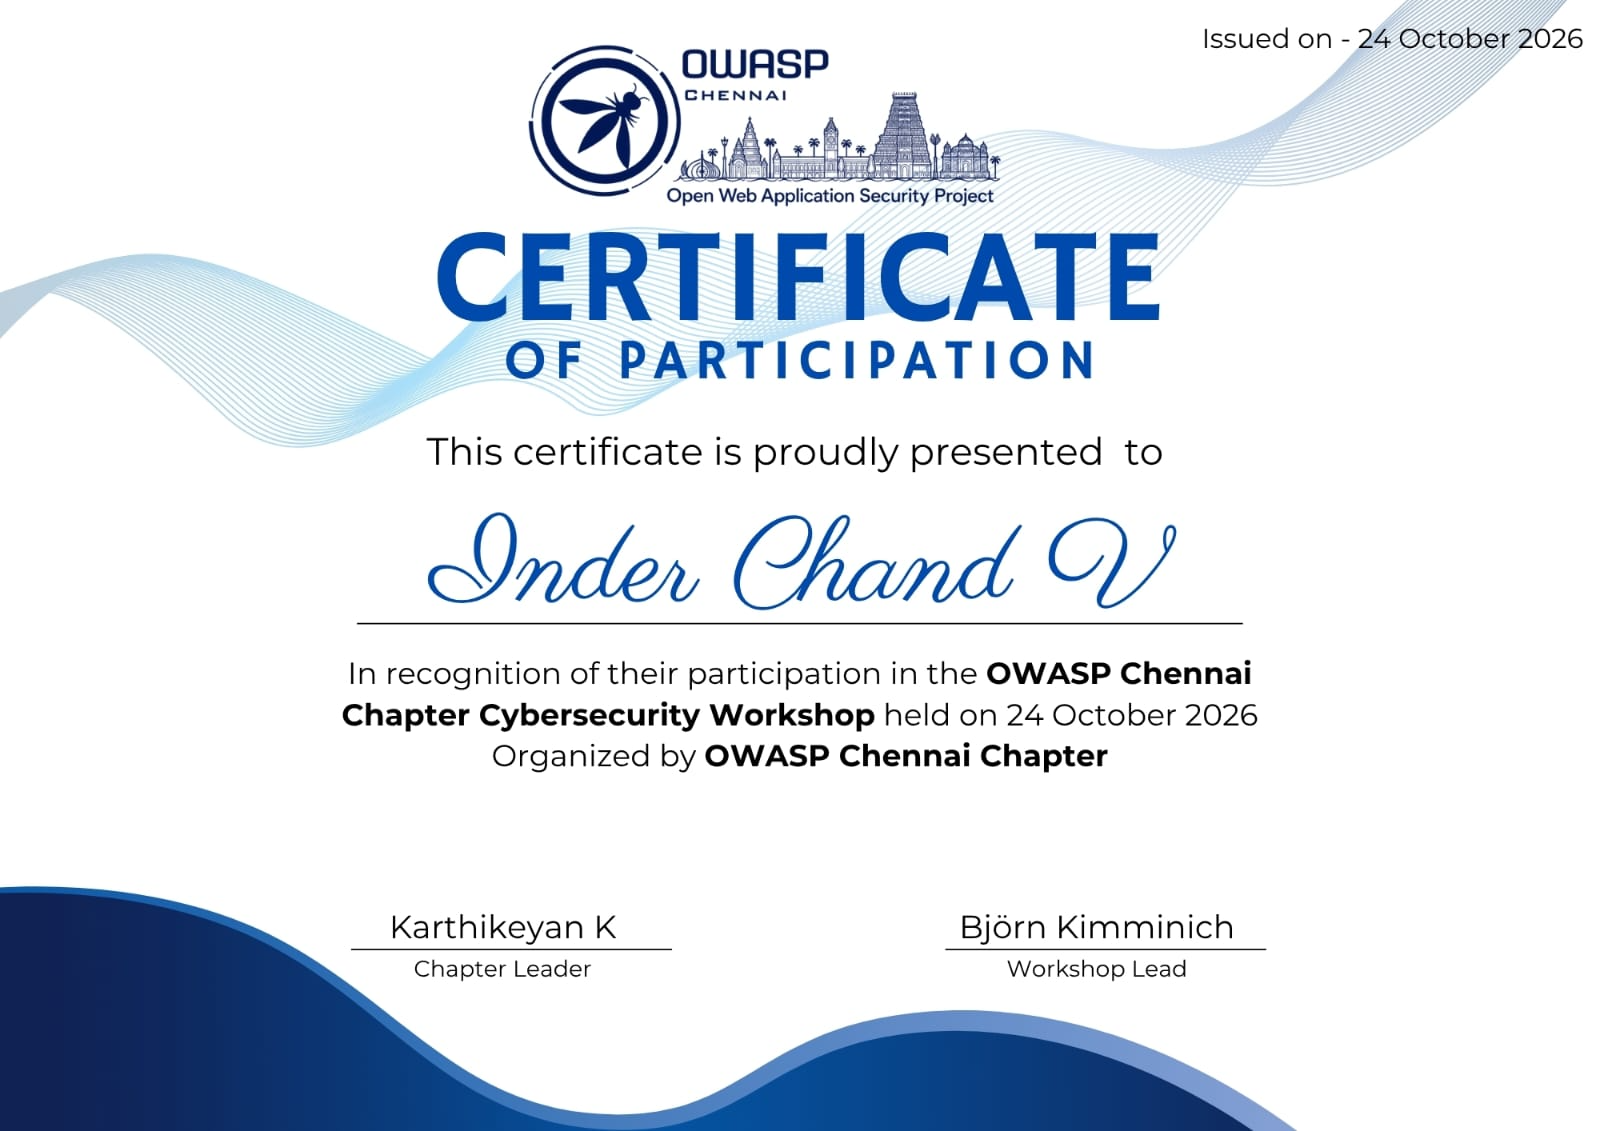 Issued on - 24 October 2026
OWASP
CHENNAI
Open Web Application Security Project
CERTIFICATE
OF PARTICIPATION
This certificate is proudly presented to
Inder Chand V
In recognition of their participation in the OWASP Chennai
Chapter Cybersecurity Workshop held on 24 October 2026
Organized by OWASP Chennai Chapter
Karthikeyan K
Chapter Leader
Björn Kimminich
Workshop Lead